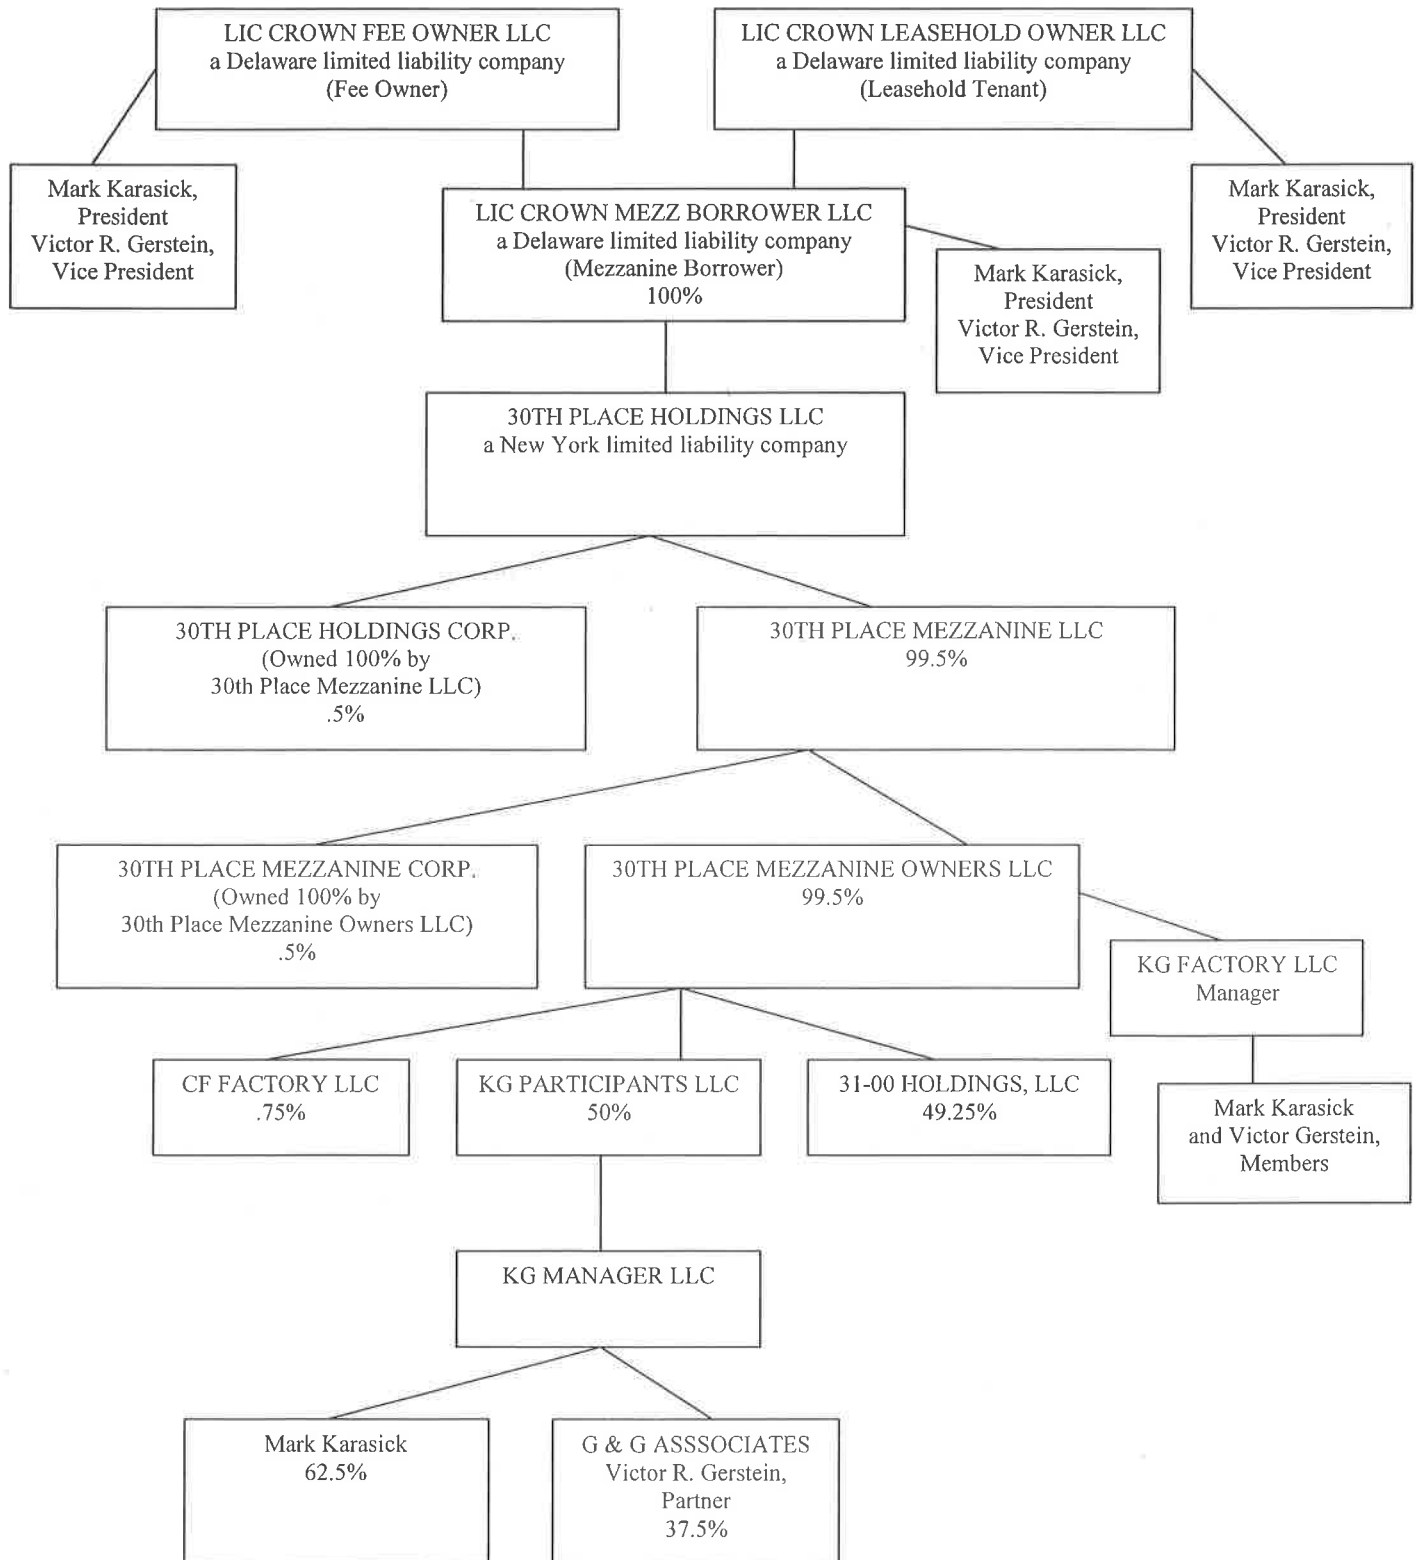 LIC CROWN FEE OWNER LLC
a Delaware limited liability company
(Fee Owner)
LIC CROWN LEASEHOLD OWNER LLC
a Delaware limited liability company
(Leasehold Tenant)
Mark Karasick,
President
Victor R. Gerstein,
Vice President
LIC CROWN MEZZ BORROWER LLC
a Delaware limited liability company
(Mezzanine Borrower)
100%
Mark Karasick,
President
Victor R. Gerstein,
Vice President
Mark Karasick,
President
Victor R. Gerstein,
Vice President
30TH PLACE HOLDINGS LLC
a New York limited liability company
30TH PLACE HOLDINGS CORP.
(Owned 100% by
30th Place Mezzanine LLC)
.5%
30TH PLACE MEZZANINE LLC
99.5%
30TH PLACE MEZZANINE CORP.
(Owned 100% by
30th Place Mezzanine Owners LLC)
.5%
30TH PLACE MEZZANINE OWNERS LLC
99.5%
KG FACTORY LLC
Manager
CF FACTORY LLC
.75%
KG PARTICIPANTS LLC
50%
31-00 HOLDINGS, LLC
49.25%
Mark Karasick
and Victor Gerstein,
Members
KG MANAGER LLC
Mark Karasick
62.5%
G & G ASSSOCIATES
Victor R. Gerstein,
Partner
37.5%